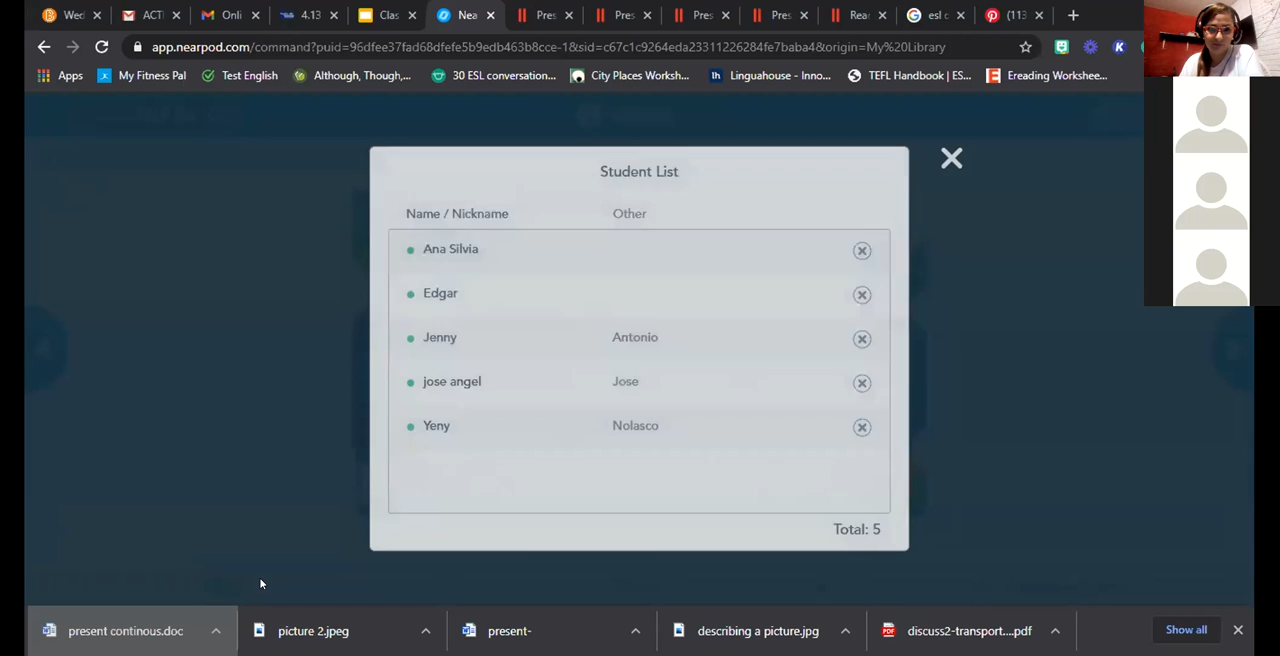 Wed
ACTI
Onli
4.13
Clas
Nea
Pres
Pres
Pres
Pres
Rea
esl c
(113
app.nearpod.com/command?puid=96dfee37fad68dfefe5b9edb463b8cce-1&sid=c67c1c9264eda23311226284fe7baba4&origin=My%20Library
Apps
My Fitness Pal
Test English
Although, Though,...
30 ESL conversation...
City Places Worksh...
Linguahouse - Inno...
TEFL Handbook | ES...
Ereading Workshee...
Student List
Name / Nickname Other
Ana Silvia
Edgar
Jenny Antonio
jose angel Jose
Yeny Nolasco
Total: 5
present continous.doc
picture 2.jpeg
present-
describing a picture.jpg
discuss2-transport....pdf
Show all